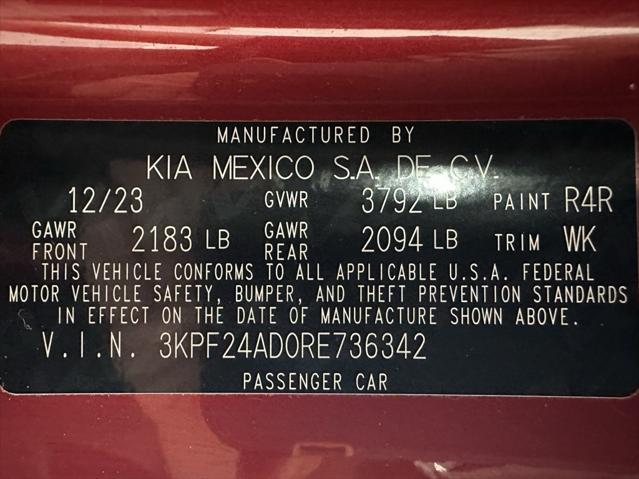 MANUFACTURED BY
KIA MEXICO S.A. DE C.V.
12/23 GVWR 3792 LB PAINT R4R
GAWR FRONT 2183 LB GAWR REAR 2094 LB TRIM WK
THIS VEHICLE CONFORMS TO ALL APPLICABLE U.S.A. FEDERAL
MOTOR VEHICLE SAFETY, BUMPER, AND THEFT PREVENTION STANDARDS
IN EFFECT ON THE DATE OF MANUFACTURE SHOWN ABOVE.
V.I.N. 3KPF24AD0RE736342
PASSENGER CAR